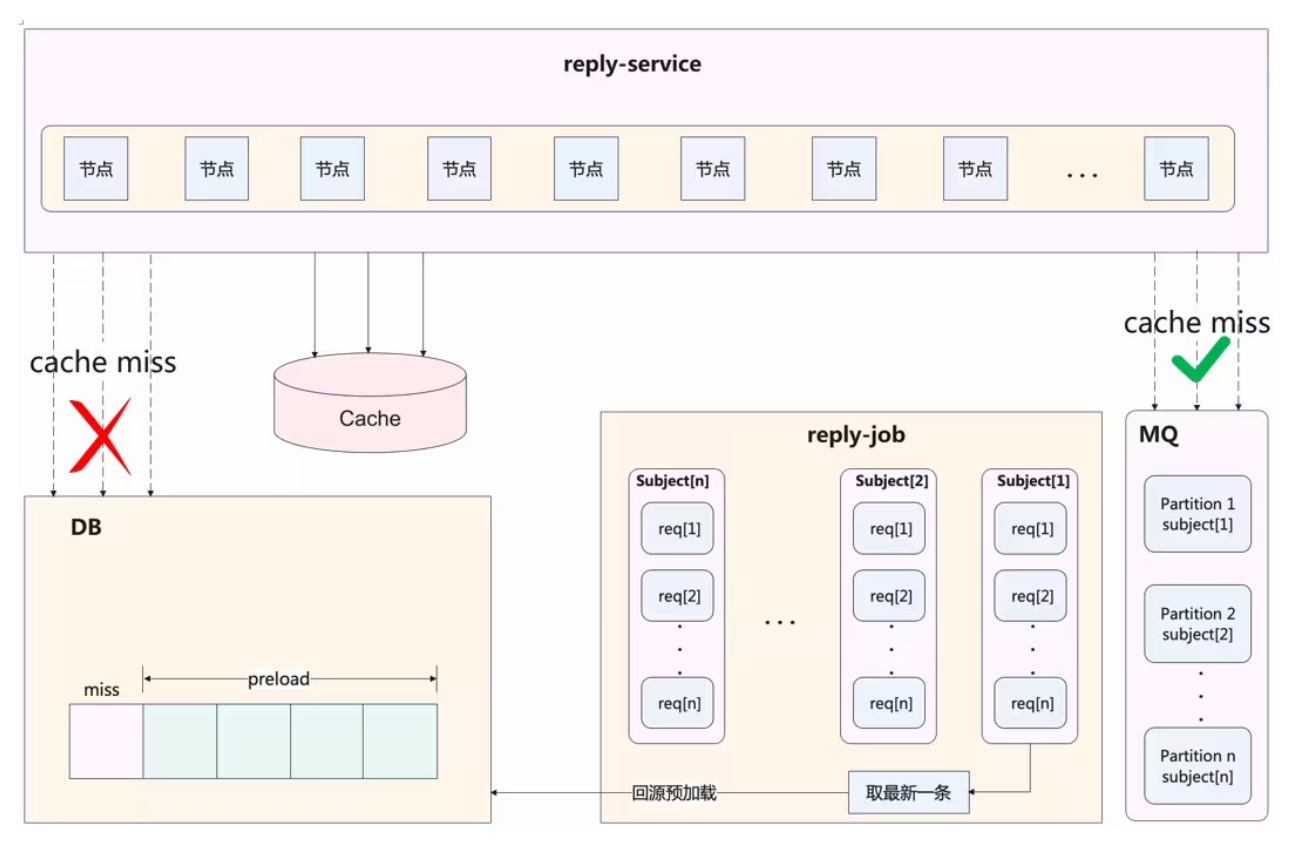 reply-service
节点
节点
节点
节点
节点
节点
节点
节点
...
节点
cache miss
cache miss
Cache
DB
miss
preload
reply-job
Subject[n]
req[1]
req[2]
req[n]
...
Subject[2]
req[1]
req[2]
req[n]
Subject[1]
req[1]
req[2]
req[n]
回源预加载
取最新一条
MQ
Partition 1
subject[1]
Partition 2
subject[2]
Partition n
subject[n]